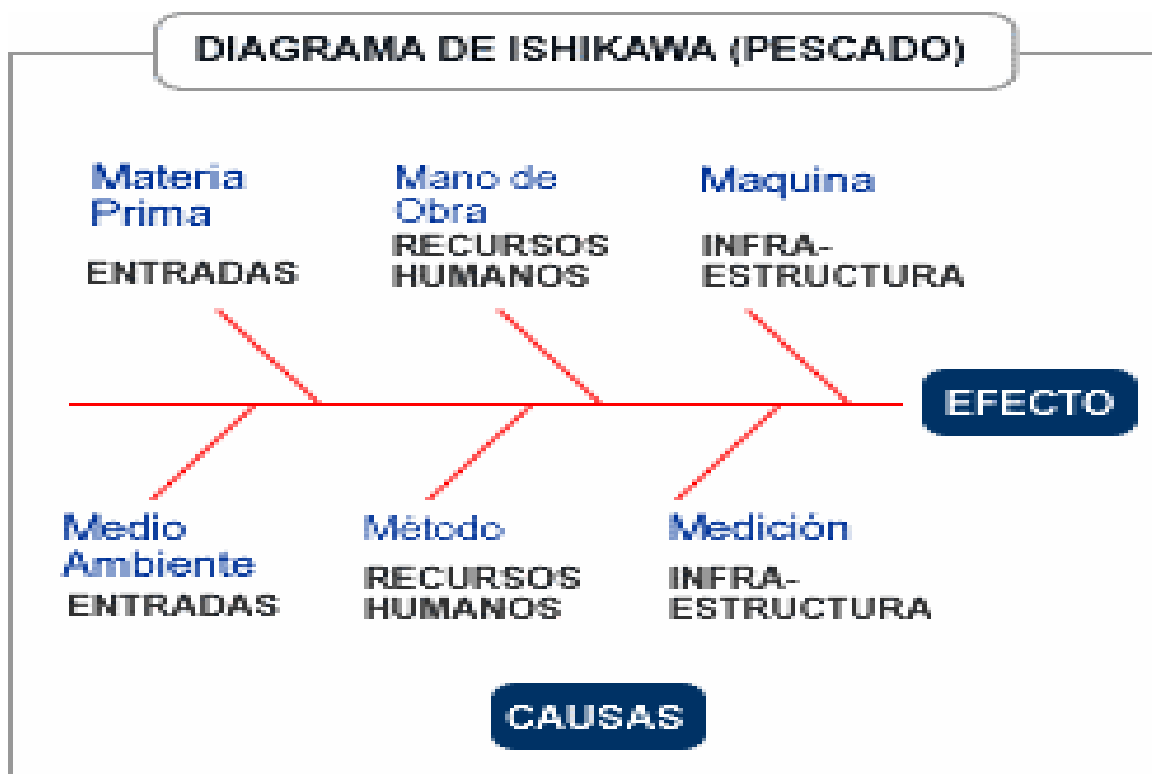 DIAGRAMA DE ISHIKAWA (PESCADO)
Materia
Prima
ENTRADAS
Mano de
Obra
RECURSOS
HUMANOS
Maquina
INFRA-
ESTRUCTURA
EFECTO
Medio
Ambiente
ENTRADAS
Método
RECURSOS
HUMANOS
Medición
INFRA-
ESTRUCTURA
CAUSAS